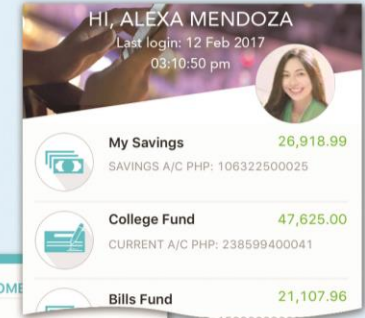 HI, ALEXA MENDOZA
Last login: 12 Feb 2017
03:10:50 pm
My Savings 26,918.99
SAVINGS A/C PHP: 106322500025
College Fund 47,625.00
CURRENT A/C PHP: 238599400041
Bills Fund 21,107.96